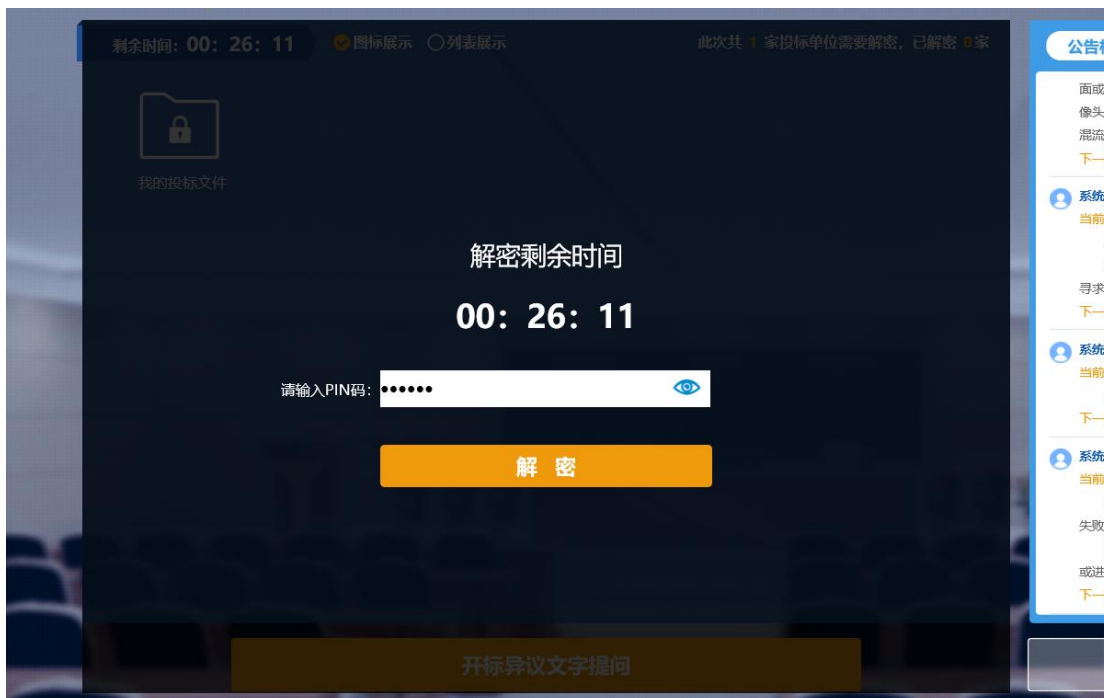 剩余时间：00：26：11
图标展示 列表展示
此次共 1 家投标单位需要解密，已解密 0家
我的投标文件
解密剩余时间
00：26：11
请输入PIN码：••••••
解 密
开标异议文字提问
公告
面或
像头
混流
下一
系统
当前
寻求
下一
系统
当前
下一
系统
当前
失败
或进
下一